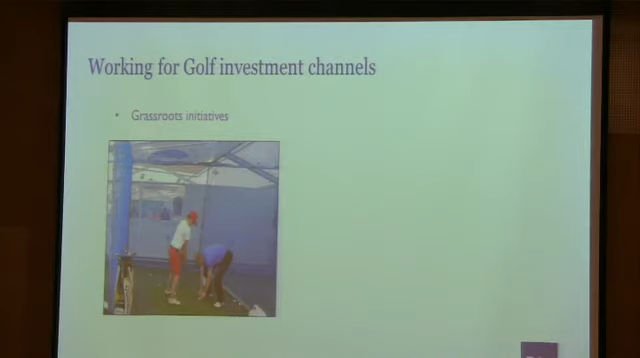 Working for Golf investment channels
• Grassroots initiatives